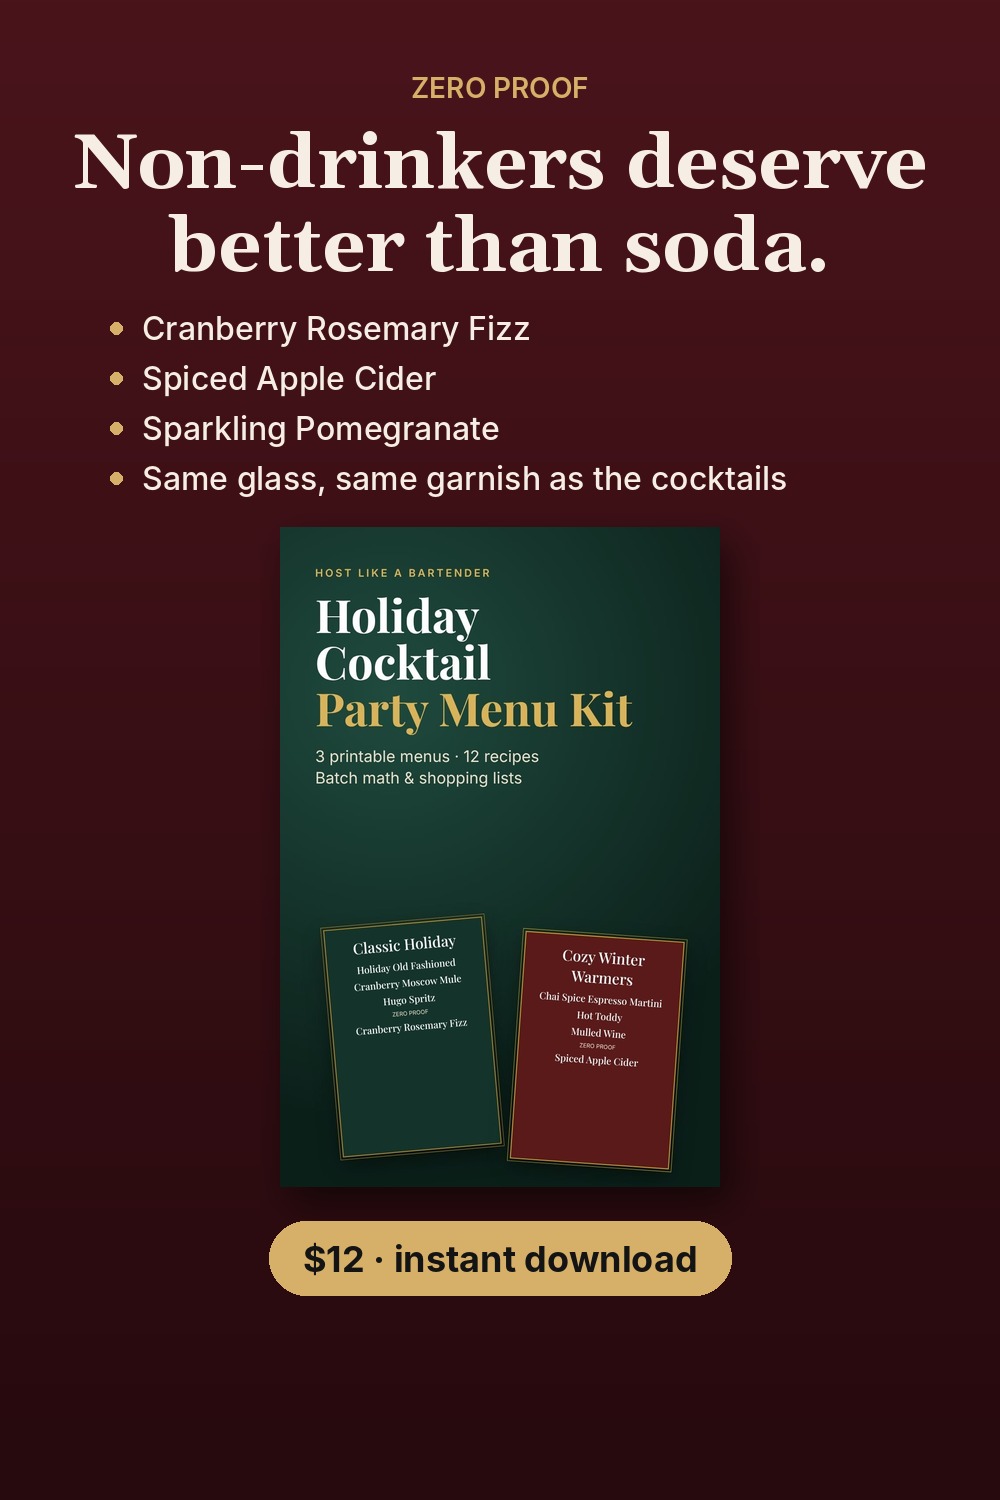 ZERO PROOF
Non-drinkers deserve
better than soda.
Cranberry Rosemary Fizz
Spiced Apple Cider
Sparkling Pomegranate
Same glass, same garnish as the cocktails
HOST LIKE A BARTENDER
Holiday
Cocktail
Party Menu Kit
3 printable menus · 12 recipes
Batch math & shopping lists
Classic Holiday
Holiday Old Fashioned
Cranberry Moscow Mule
Hugo Spritz
ZERO PROOF
Cranberry Rosemary Fizz
Cozy Winter
Warmers
Chai Spice Espresso Martini
Hot Toddy
Mulled Wine
ZERO PROOF
Spiced Apple Cider
$12 · instant download